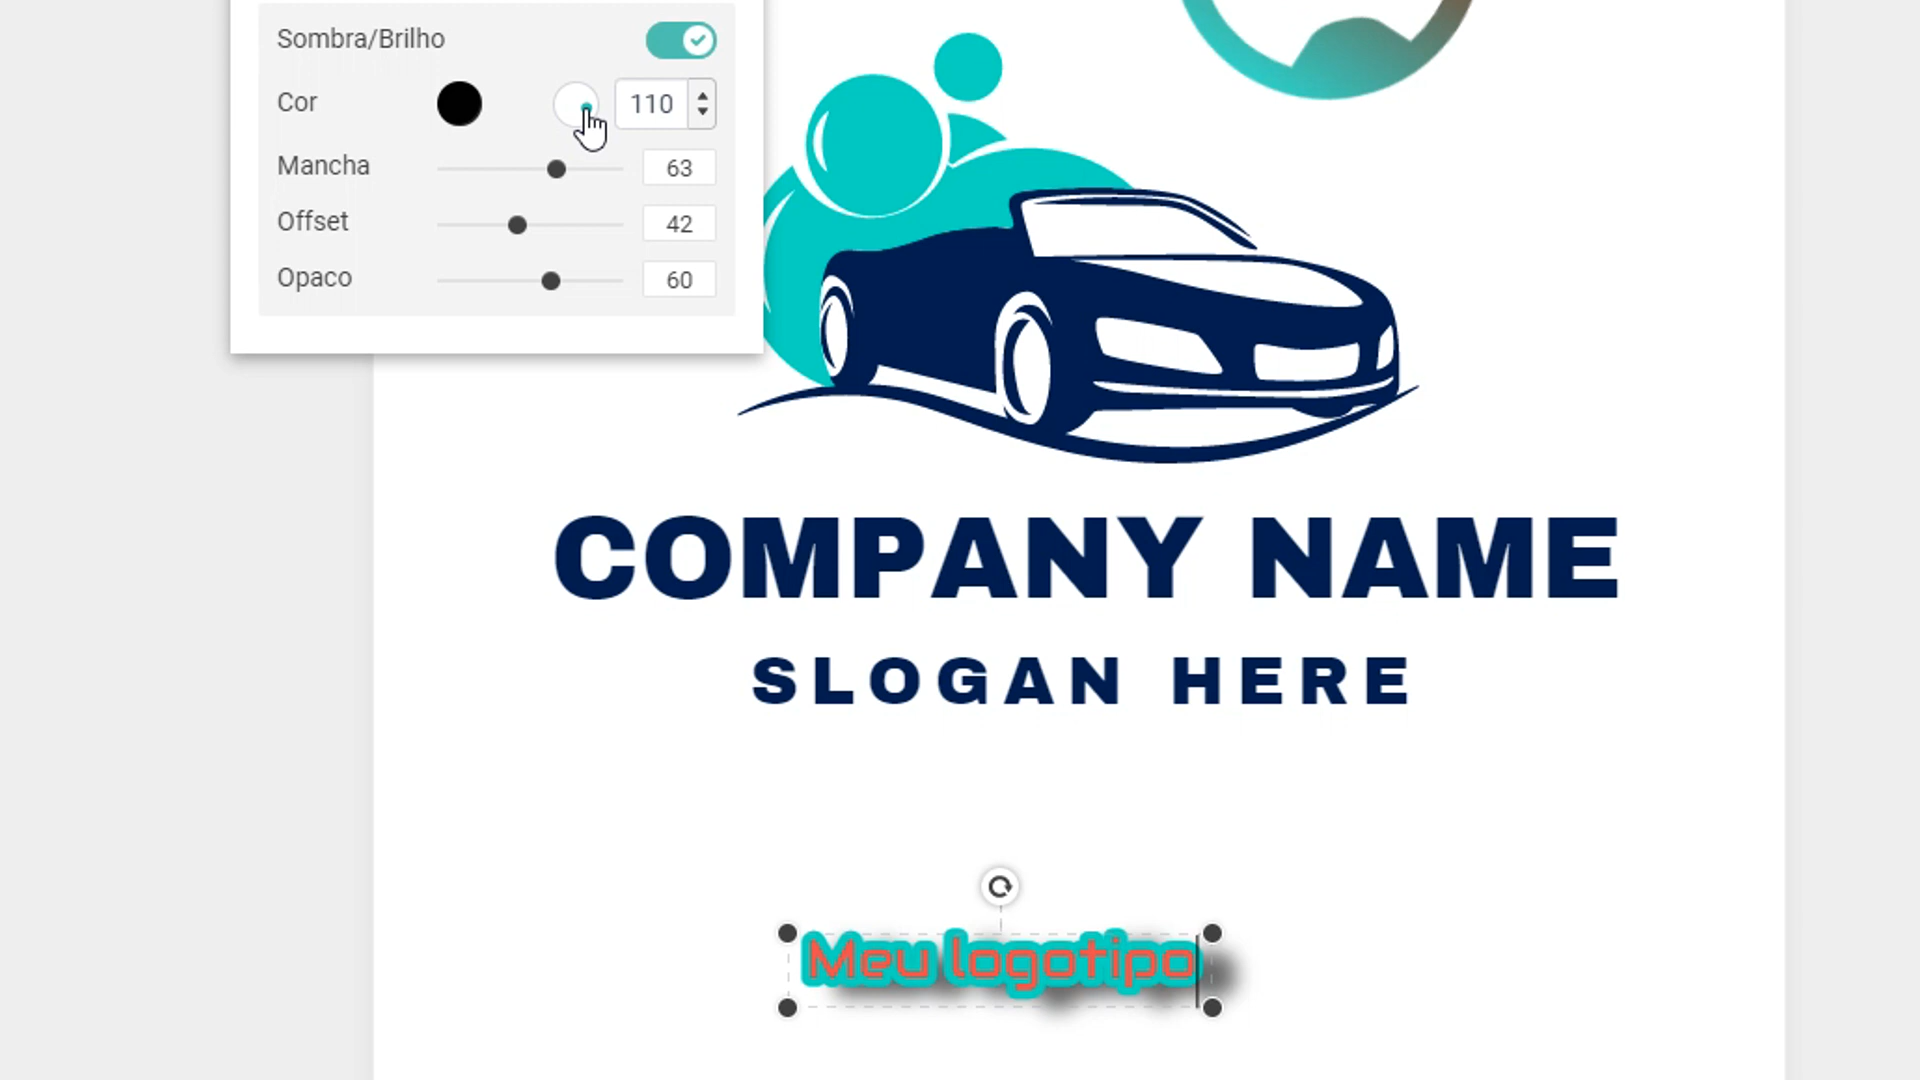 Sombra/Brilho
Cor 110
Mancha 63
Offset 42
Opaco 60
COMPANY NAME
SLOGAN HERE
Meu logotipo